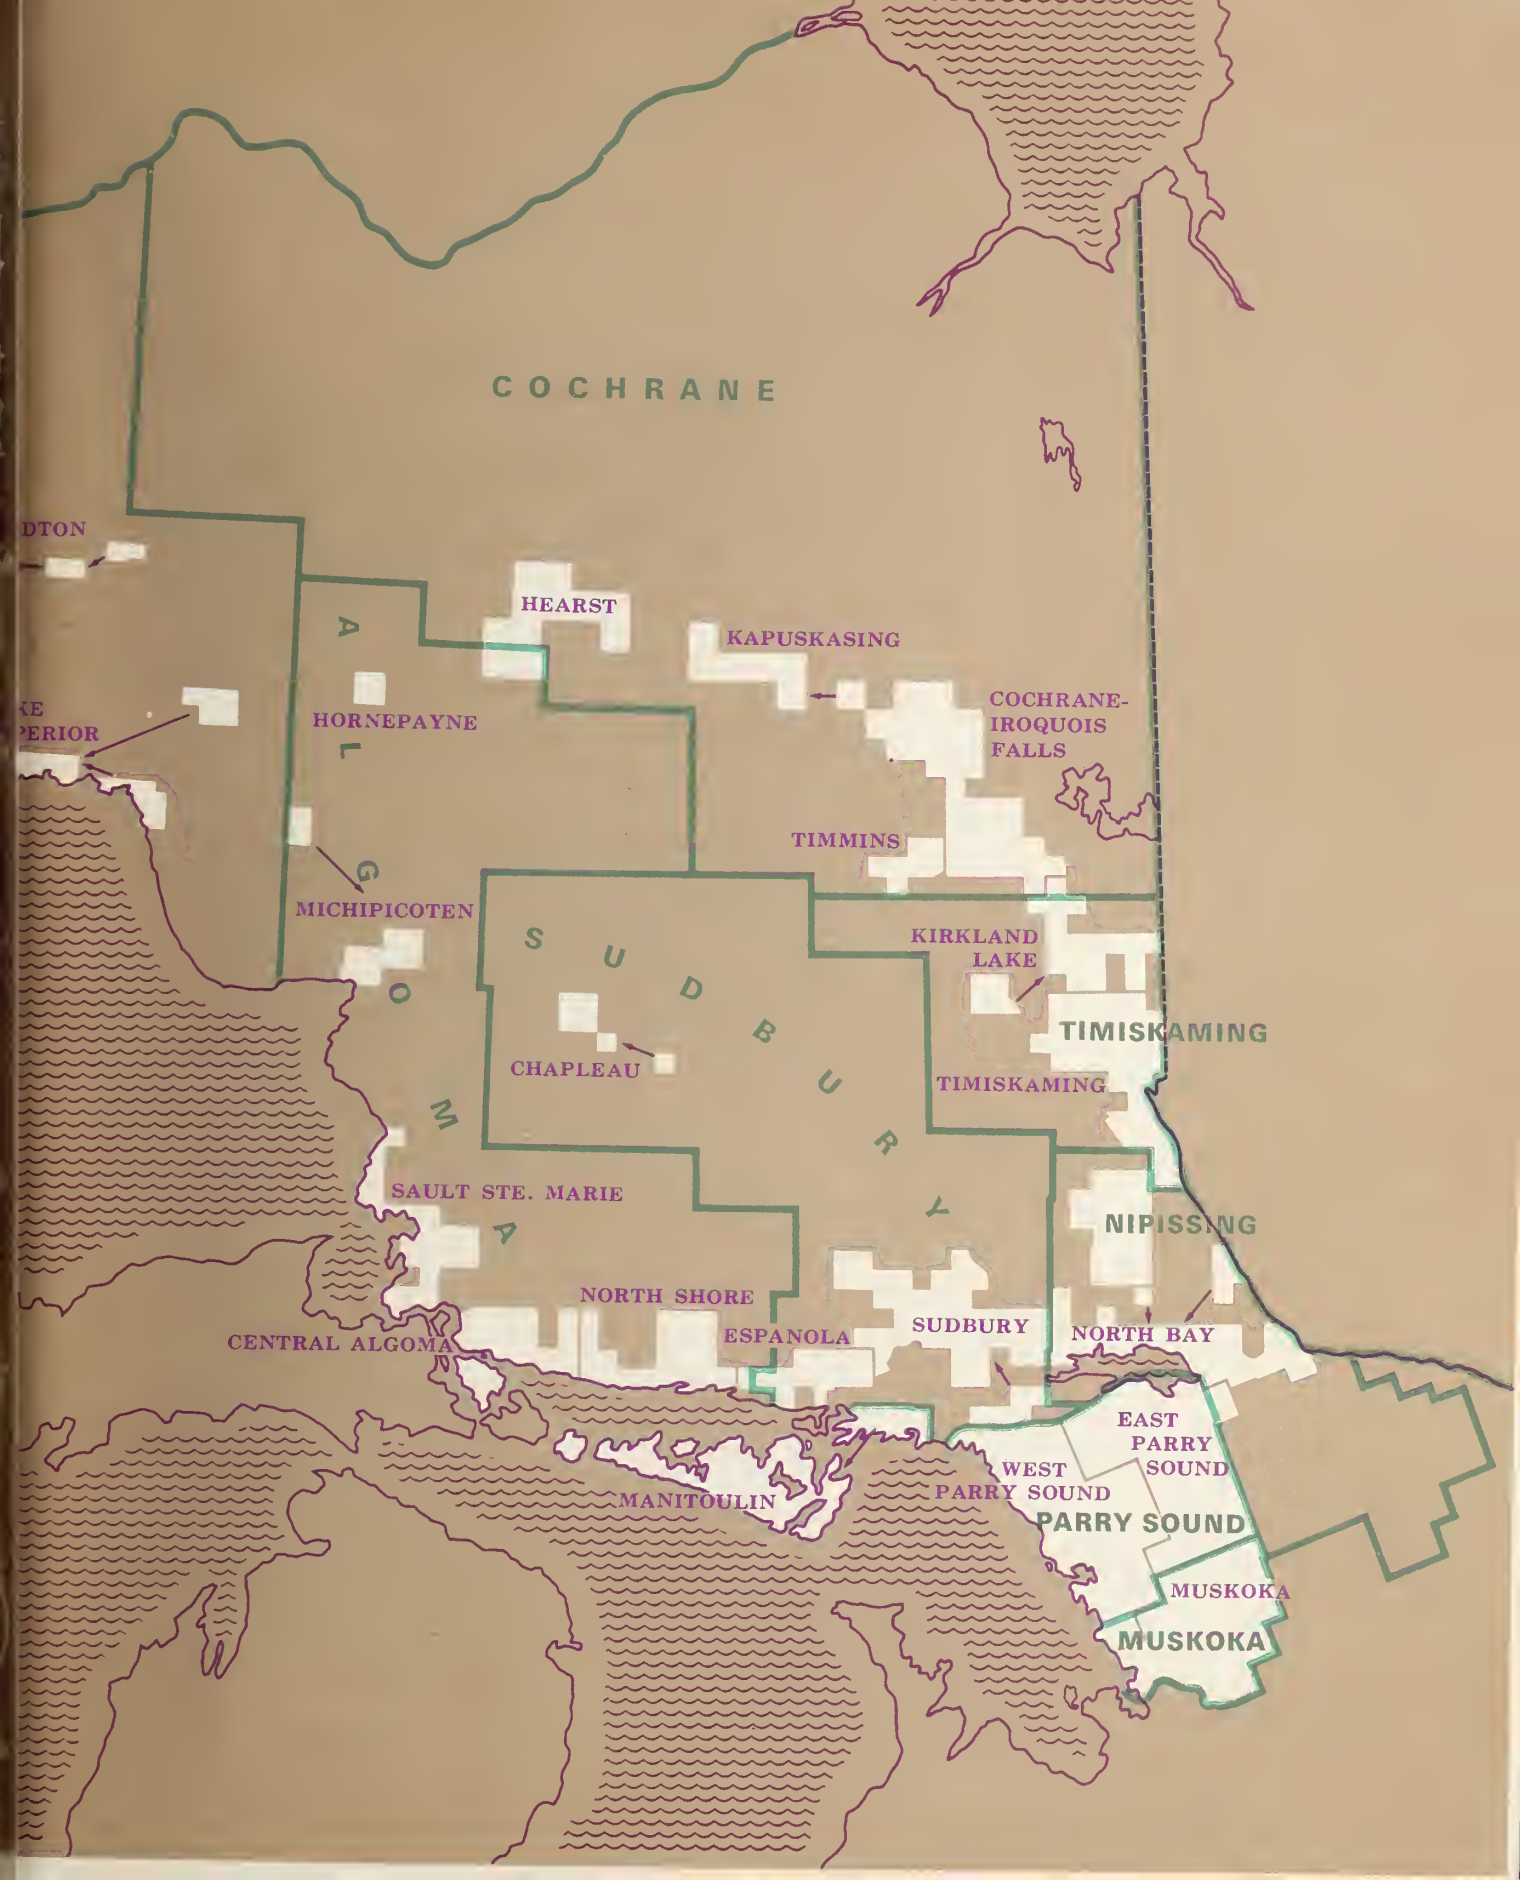 COCHRANE
DTON
HEARST
KAPUSKASING
COCHRANE-
IROQUOIS
FALLS
KE
PERIOR
HORNEPAYNE
ALGOMA
TIMMINS
MICHIPICOTEN
SUDBURY
KIRKLAND
LAKE
TIMISKAMING
CHAPLEAU
TIMISKAMING
SAULT STE. MARIE
NIPISSING
NORTH SHORE
ESPANOLA
SUDBURY
NORTH BAY
CENTRAL ALGOMA
EAST
PARRY
SOUND
WEST
PARRY SOUND
MANITOULIN
PARRY SOUND
MUSKOKA
MUSKOKA